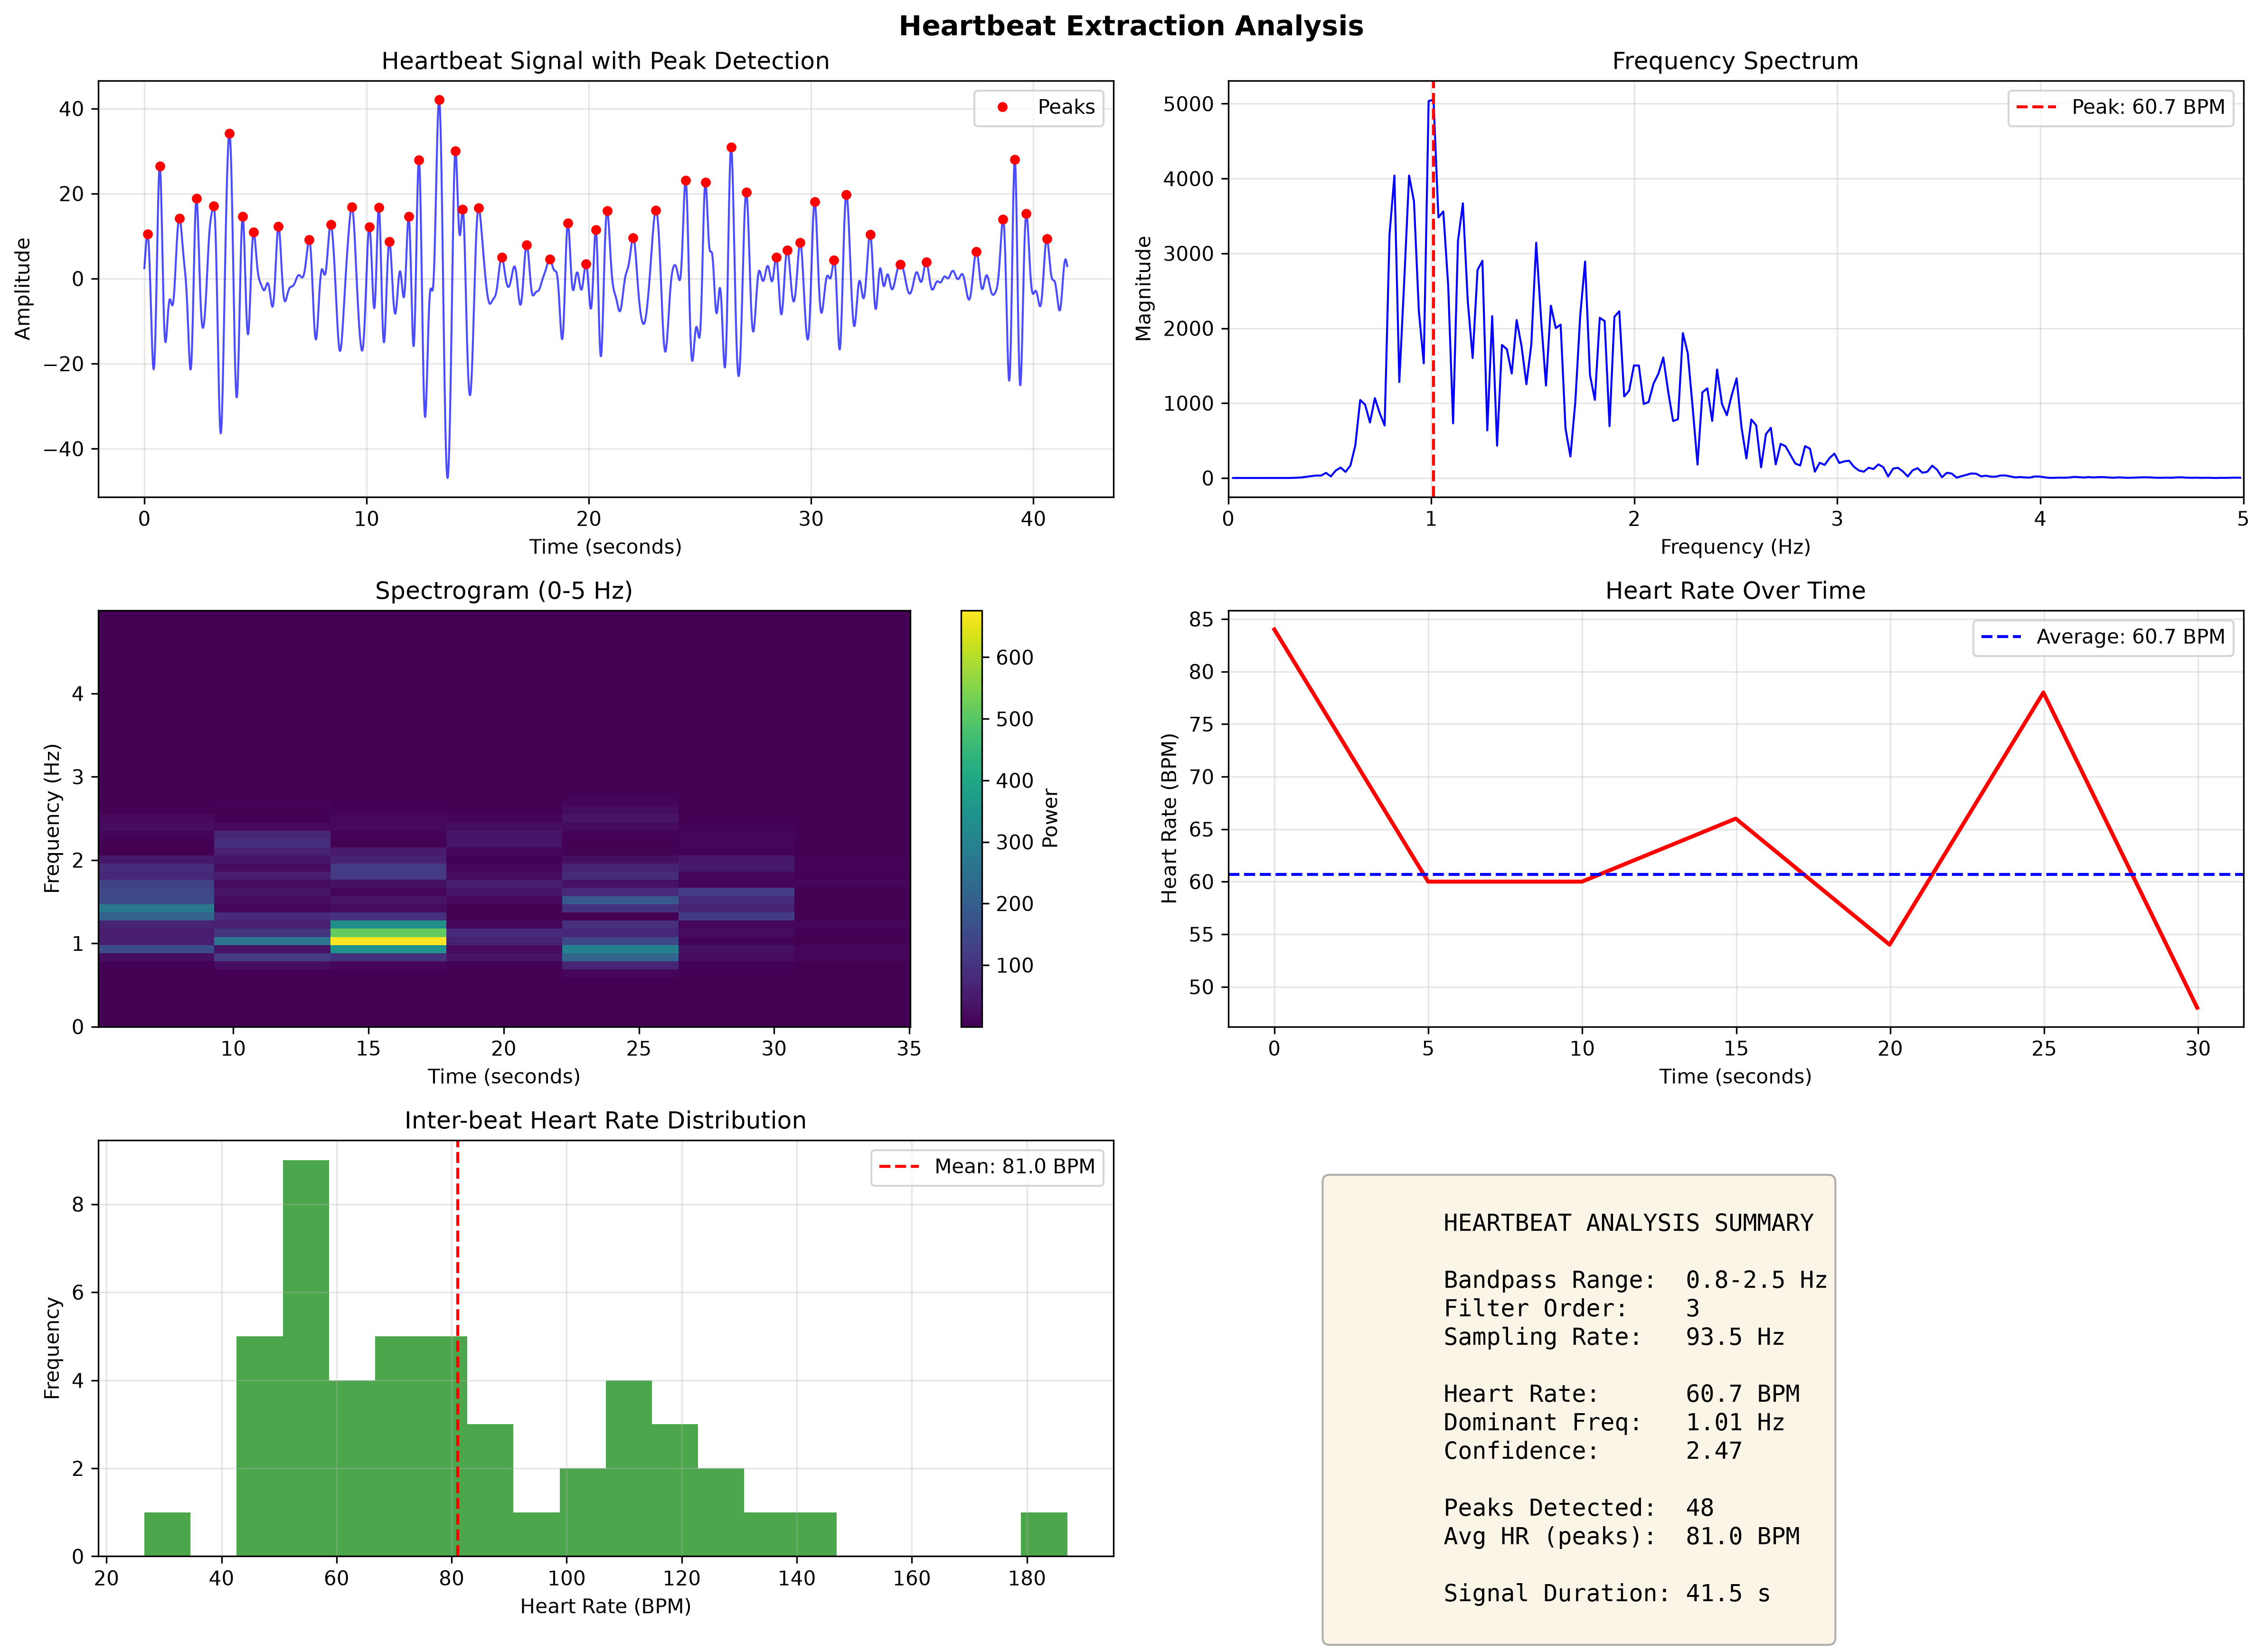 Heartbeat Extraction Analysis
Heartbeat Signal with Peak Detection
Peaks
40
20
0
−20
−40
Amplitude
0 10 20 30 40
Time (seconds)
Frequency Spectrum
Peak: 60.7 BPM
5000
4000
3000
2000
1000
0
Magnitude
0 1 2 3 4 5
Frequency (Hz)
Spectrogram (0-5 Hz)
4
3
2
1
0
Frequency (Hz)
10 15 20 25 30 35
Time (seconds)
600
500
400
300
200
100
Power
Heart Rate Over Time
Average: 60.7 BPM
85
80
75
70
65
60
55
50
Heart Rate (BPM)
0 5 10 15 20 25 30
Time (seconds)
Inter-beat Heart Rate Distribution
Mean: 81.0 BPM
8
6
4
2
0
Frequency
20 40 60 80 100 120 140 160 180
Heart Rate (BPM)
HEARTBEAT ANALYSIS SUMMARY
Bandpass Range: 0.8-2.5 Hz
Filter Order: 3
Sampling Rate: 93.5 Hz
Heart Rate: 60.7 BPM
Dominant Freq: 1.01 Hz
Confidence: 2.47
Peaks Detected: 48
Avg HR (peaks): 81.0 BPM
Signal Duration: 41.5 s